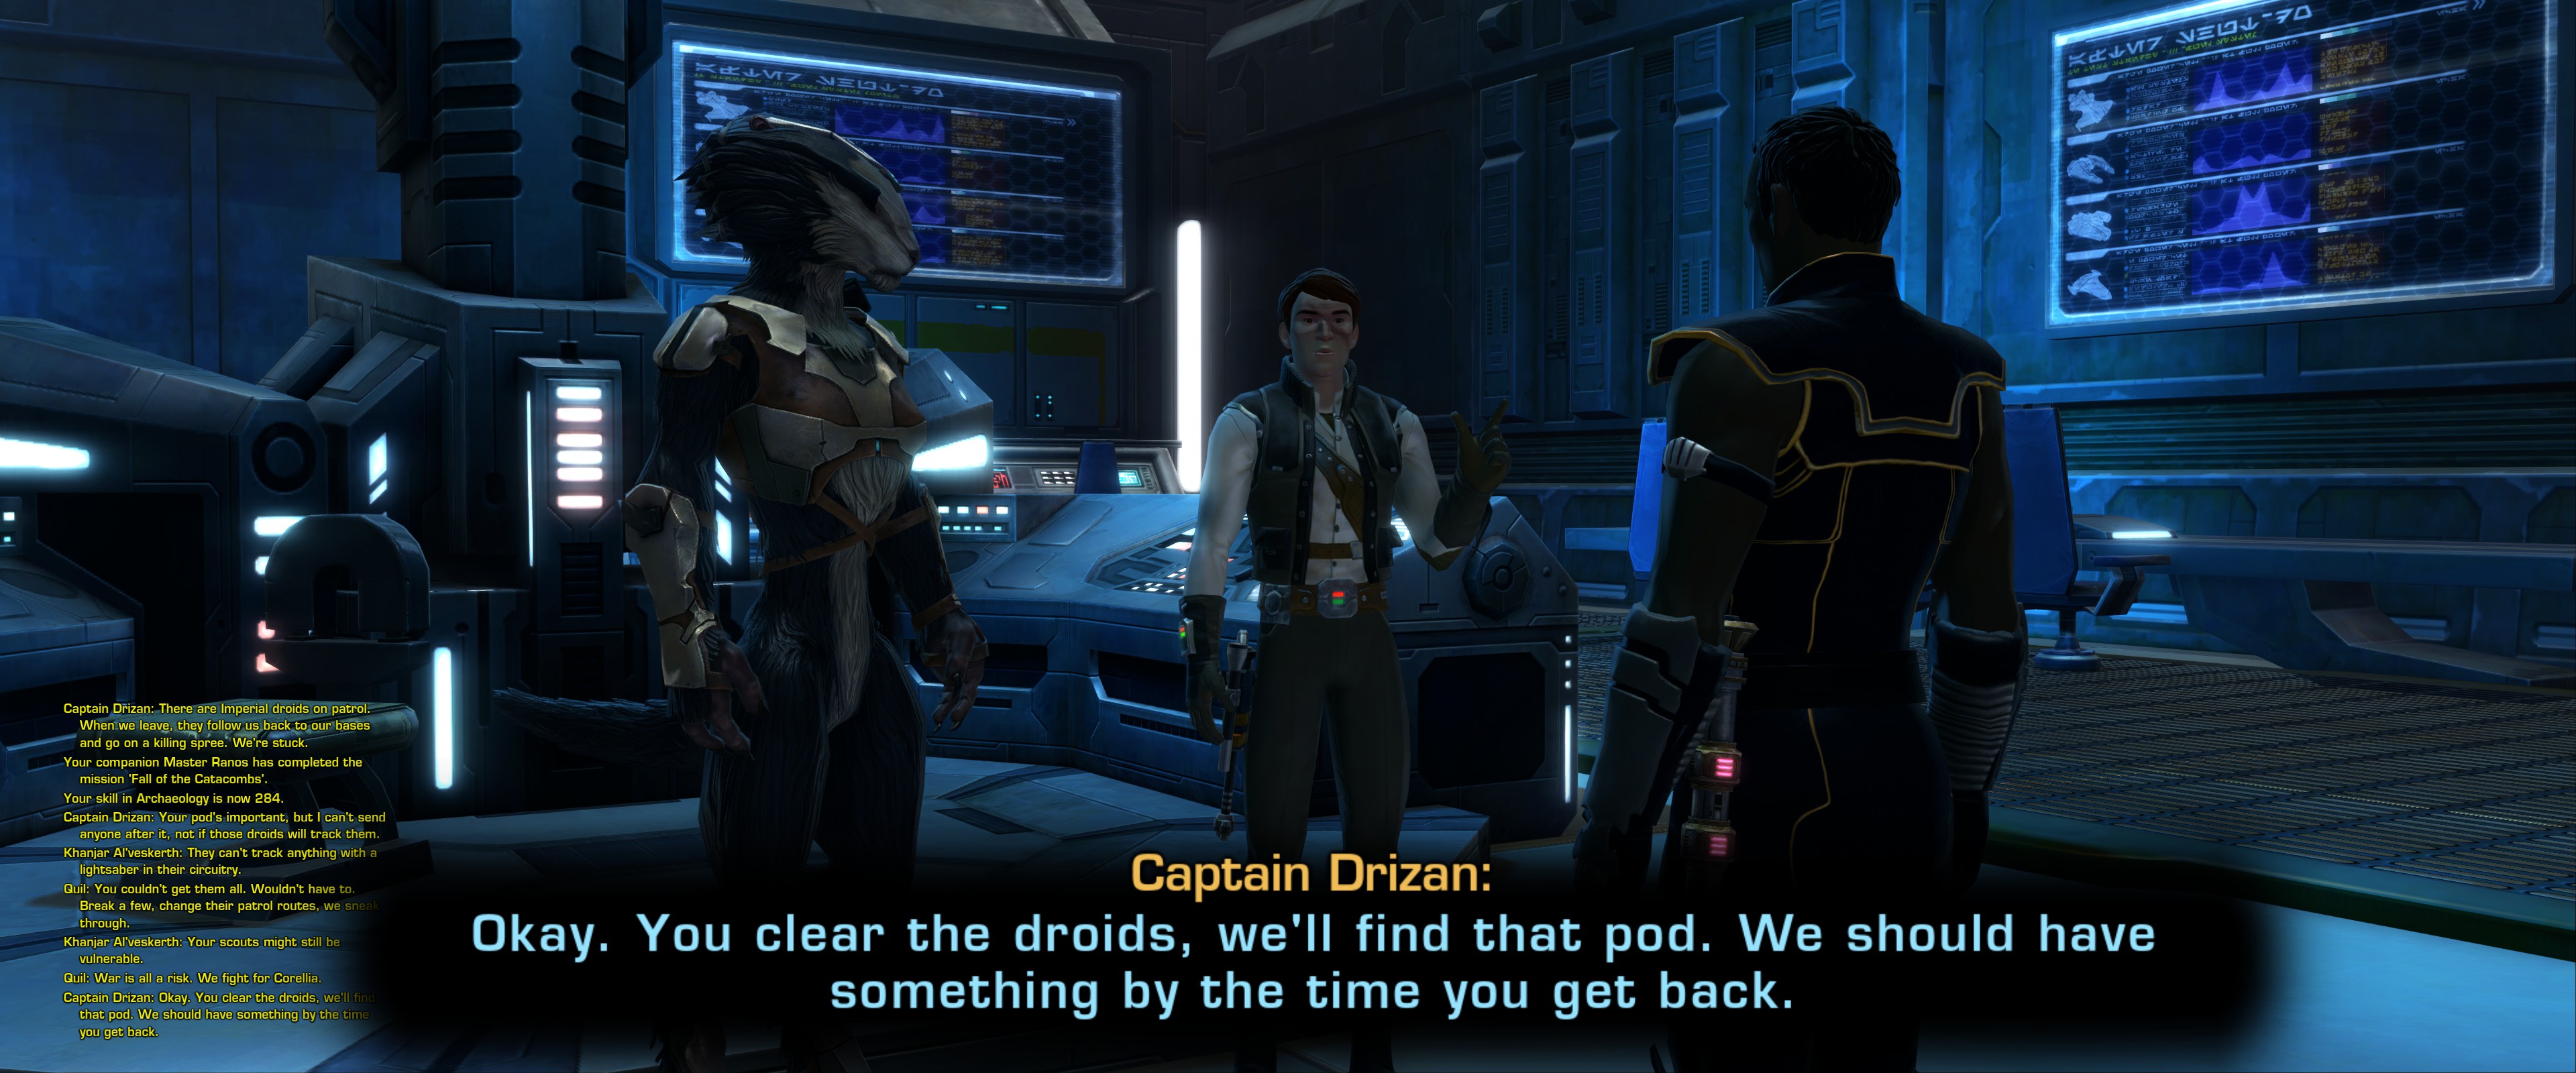 Captain Drizan: There are Imperial droids on patrol.
When we leave, they follow us back to our bases
and go on a killing spree. We're stuck.
Your companion Master Ranos has completed the
mission 'Fall of the Catacombs'.
Your skill in Archaeology is now 284.
Captain Drizan: Your pod's important, but I can't send
anyone after it, not if those droids will track them.
Khanjar Al'veskerth: They can't track anything with a
lightsaber in their circuitry.
Quil: You couldn't get them all. Wouldn't have to.
Break a few, change their patrol routes, we sneak
through.
Khanjar Al'veskerth: Your scouts might still be
vulnerable.
Quil: War is all a risk. We fight for Corellia.
Captain Drizan: Okay. You clear the droids, we'll find
that pod. We should have something by the time
you get back.
Captain Drizan:
Okay. You clear the droids, we'll find that pod. We should have
something by the time you get back.